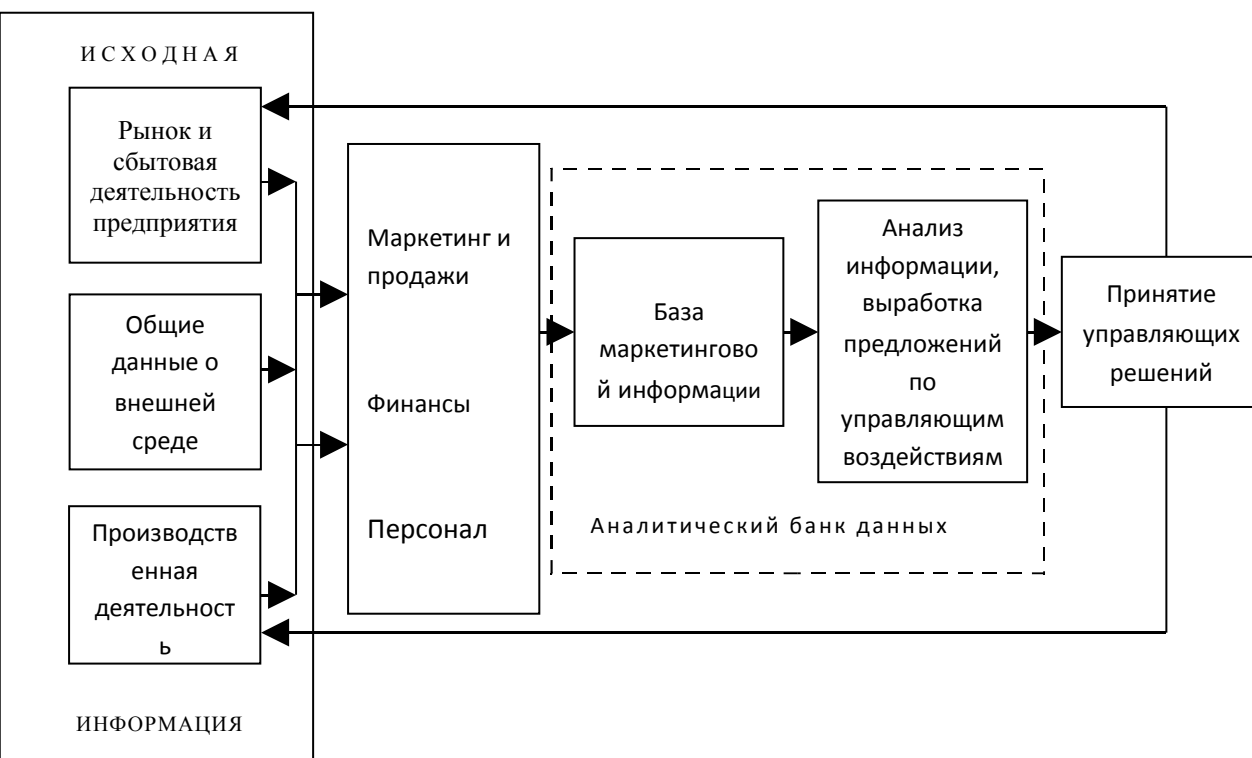 И С Х О Д Н А Я
Рынок и
сбытовая
деятельность
предприятия
Общие
данные о
внешней
среде
Производств
енная
деятельност
ь
ИНФОРМАЦИЯ
Маркетинг и
продажи
Финансы
Персонал
База
маркетингово
й информации
Анализ
информации,
выработка
предложений
по
управляющим
воздействиям
Аналитический банк данных
Принятие
управляющих
решений